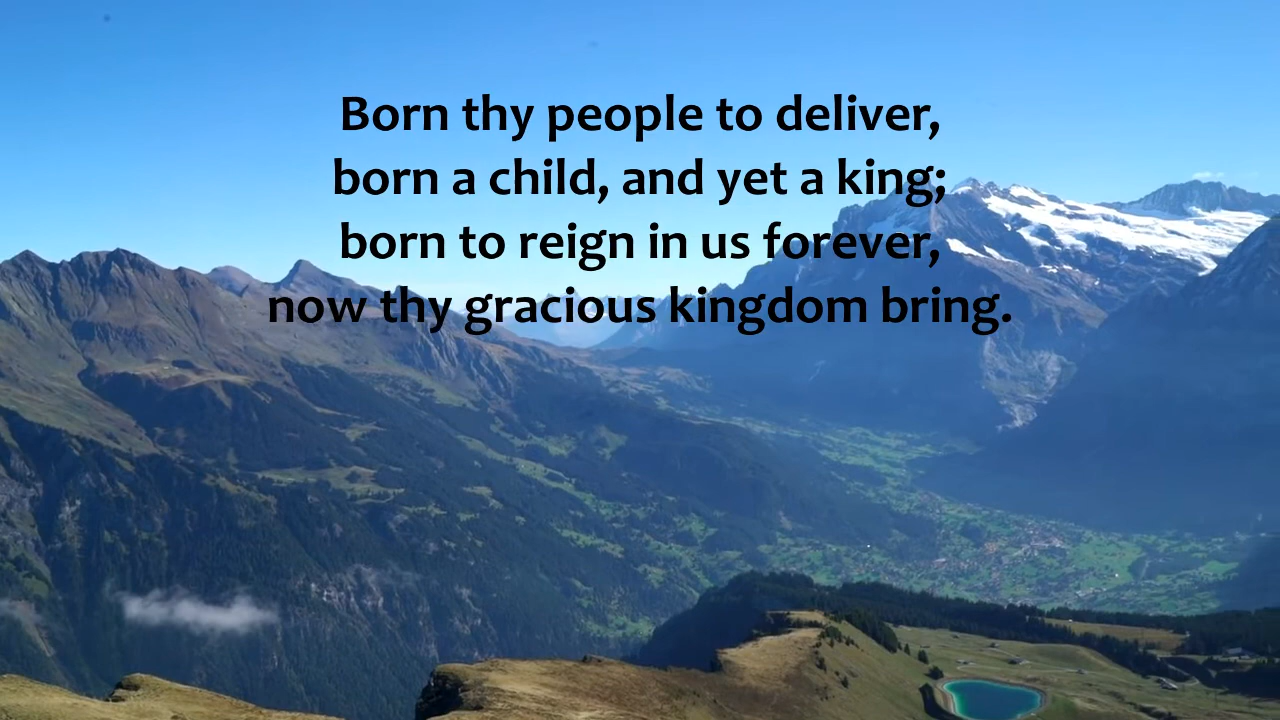 Born thy people to deliver,
born a child, and yet a king;
born to reign in us forever,
now thy gracious kingdom bring.